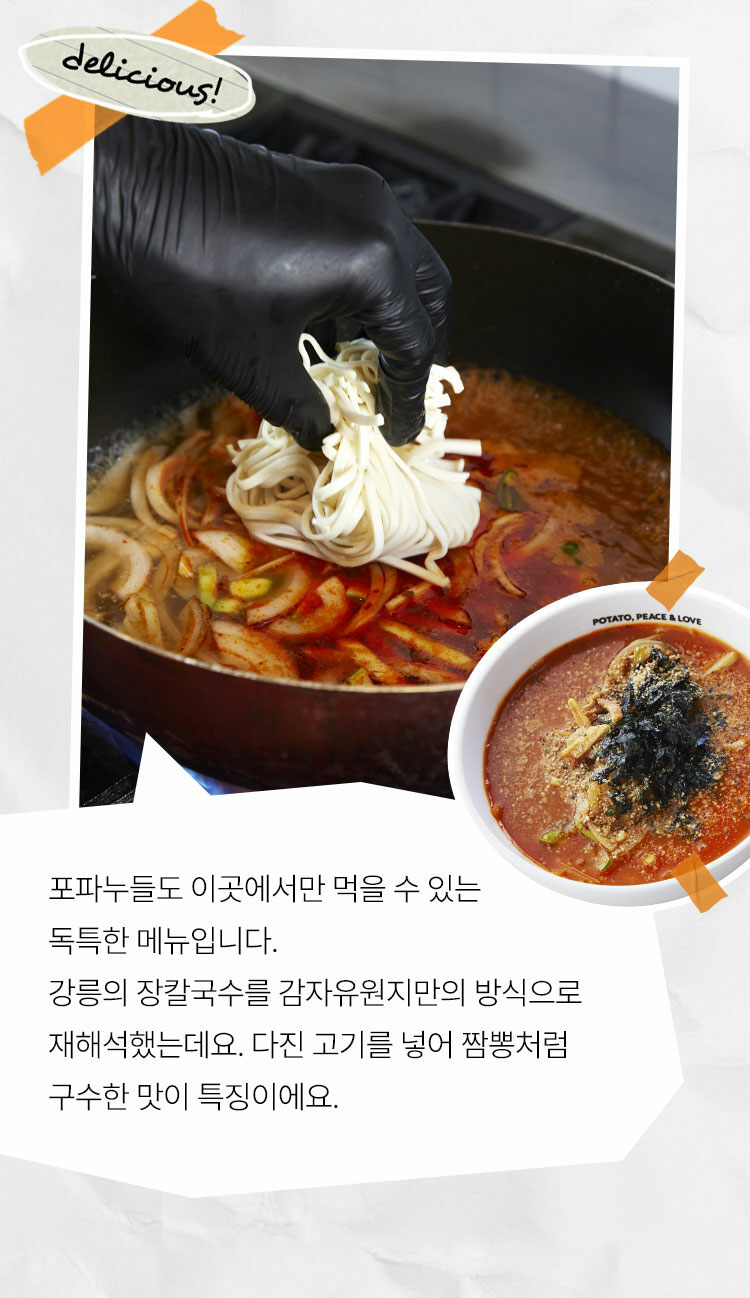 delicious!
POTATO, PEACE & LOVE
포파누들도 이곳에서만 먹을 수 있는
독특한 메뉴입니다.
강릉의 장칼국수를 감자유원지만의 방식으로
재해석했는데요. 다진 고기를 넣어 짬뽕처럼
구수한 맛이 특징이에요.